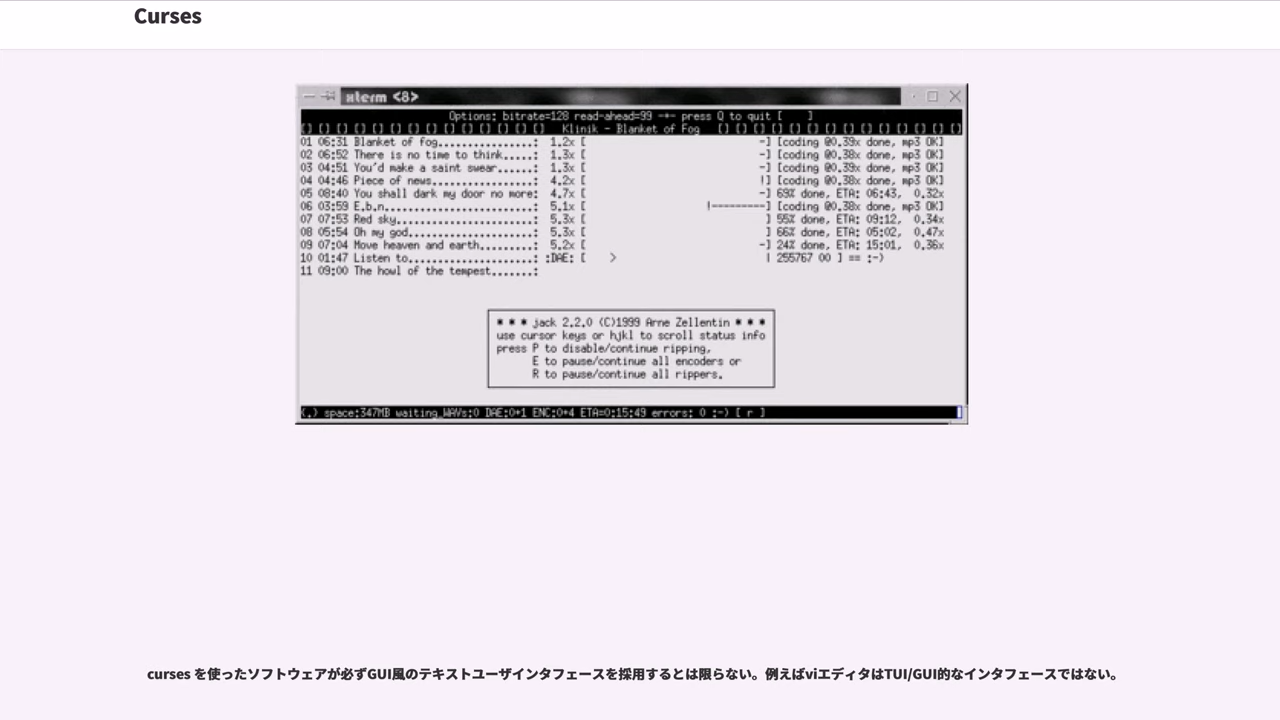 Curses
xterm <8>
Options: bitrate=128 read-ahead=99 -+- press Q to quit [    ]
[] [] [] [] [] [] [] [] [] [] [] [] [] []  Klinik - Blanket of Fog  [] [] [] [] [] [] [] [] [] [] [] [] [] []
01 06:31 Blanket of fog................: 1.2x [ -] [coding @0.39x done, mp3 OK]
02 06:52 There is no time to think.....: 1.3x [ -] [coding @0.38x done, mp3 OK]
03 04:51 You'd make a saint swear......: 1.3x [ -] [coding @0.39x done, mp3 OK]
04 04:46 Piece of news.................: 4.2x [ !] [coding @0.38x done, mp3 OK]
05 08:40 You shall dark my door no more: 4.7x [ -] 69% done, ETA: 06:43, 0.32x
06 03:59 E.b.n.........................: 5.1x [ !---------] [coding @0.38x done, mp3 OK]
07 07:53 Red sky.......................: 5.3x [ ] 55% done, ETA: 09:12, 0.34x
08 05:54 Oh my god.....................: 5.3x [ ] 66% done, ETA: 05:02, 0.47x
09 07:04 Move heaven and earth.........: 5.2x [ -] 24% done, ETA: 15:01, 0.36x
10 01:47 Listen to.....................: :DAE: [ > | 255767 00 ] == :-)
11 09:00 The howl of the tempest.......:
* * * jack 2.2.0 (C)1999 Arne Zellentin * * *
use cursor keys or hjkl to scroll status info
press P to disable/continue ripping,
E to pause/continue all encoders or
R to pause/continue all rippers.
(.) space:347MB waiting_WAVs:0 DAE:0+1 ENC:0+4 ETA=0:15:49 errors: 0 :-) [ r ]
curses を使ったソフトウェアが必ずGUI風のテキストユーザインタフェースを採用するとは限らない。例えばviエディタはTUI/GUI的なインタフェースではない。